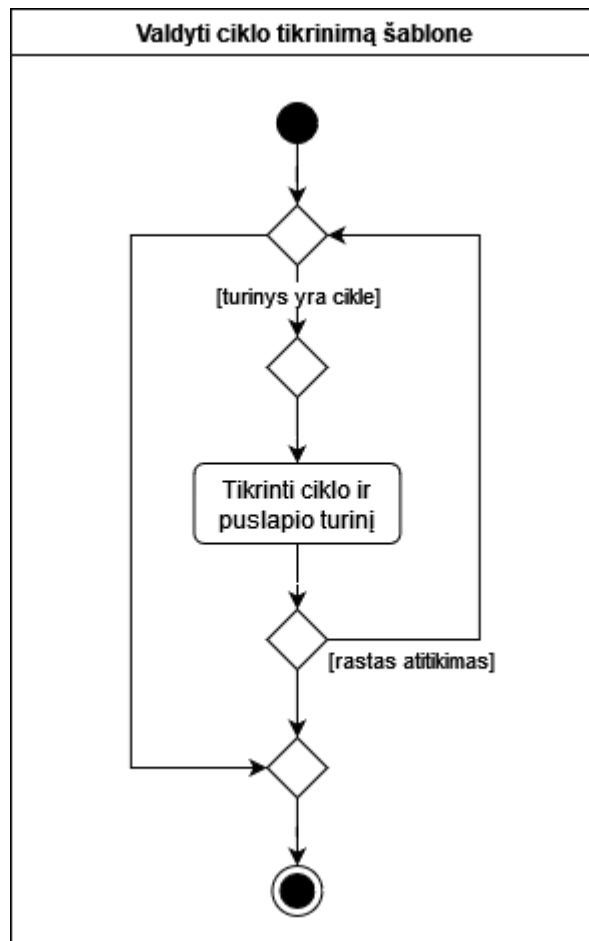 Valdyti ciklo tikrinimą šablone
[turinys yra cikle]
Tikrinti ciklo ir
puslapio turinį
[rastas atitikimas]